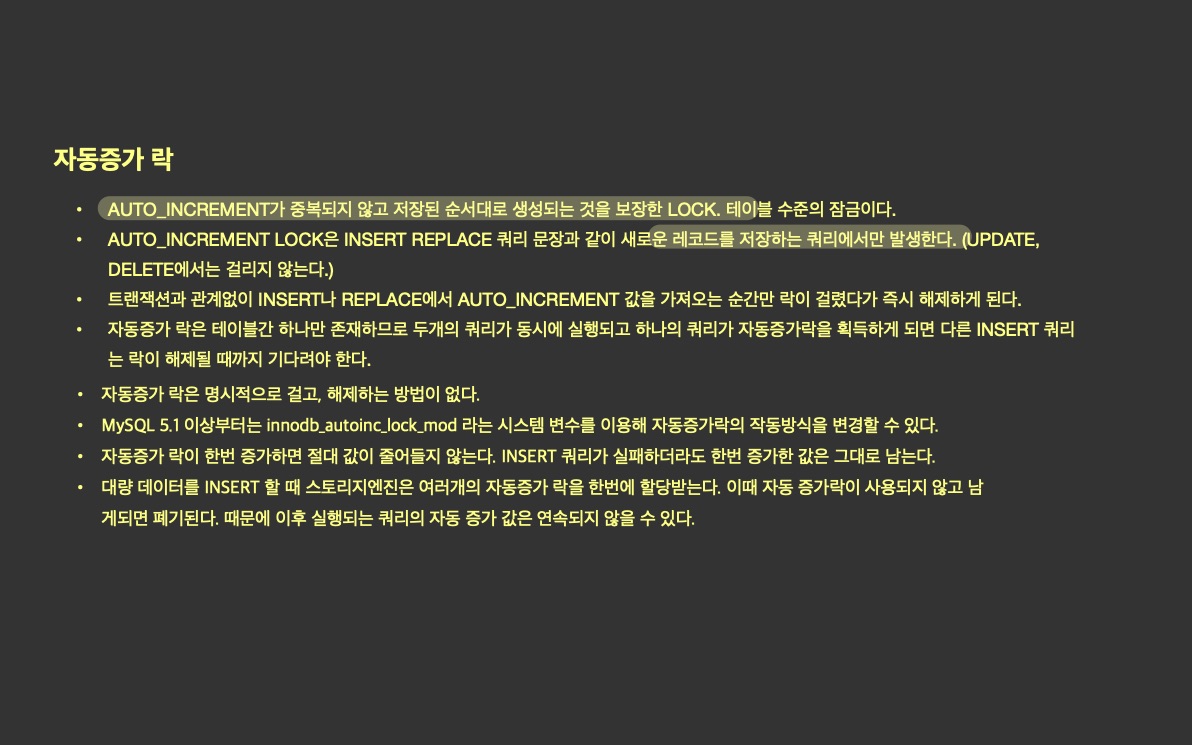 자동증가 락
• AUTO_INCREMENT가 중복되지 않고 저장된 순서대로 생성되는 것을 보장한 LOCK. 테이블 수준의 잠금이다.
• AUTO_INCREMENT LOCK은 INSERT REPLACE 쿼리 문장과 같이 새로운 레코드를 저장하는 쿼리에서만 발생한다. (UPDATE,
DELETE에서는 걸리지 않는다.)
• 트랜잭션과 관계없이 INSERT나 REPLACE에서 AUTO_INCREMENT 값을 가져오는 순간만 락이 걸렸다가 즉시 해제하게 된다.
• 자동증가 락은 테이블간 하나만 존재하므로 두개의 쿼리가 동시에 실행되고 하나의 쿼리가 자동증가락을 획득하게 되면 다른 INSERT 쿼리
는 락이 해제될 때까지 기다려야 한다.
• 자동증가 락은 명시적으로 걸고, 해제하는 방법이 없다.
• MySQL 5.1 이상부터는 innodb_autoinc_lock_mod 라는 시스템 변수를 이용해 자동증가락의 작동방식을 변경할 수 있다.
• 자동증가 락이 한번 증가하면 절대 값이 줄어들지 않는다. INSERT 쿼리가 실패하더라도 한번 증가한 값은 그대로 남는다.
• 대량 데이터를 INSERT 할 때 스토리지엔진은 여러개의 자동증가 락을 한번에 할당받는다. 이때 자동 증가락이 사용되지 않고 남
게되면 폐기된다. 때문에 이후 실행되는 쿼리의 자동 증가 값은 연속되지 않을 수 있다.